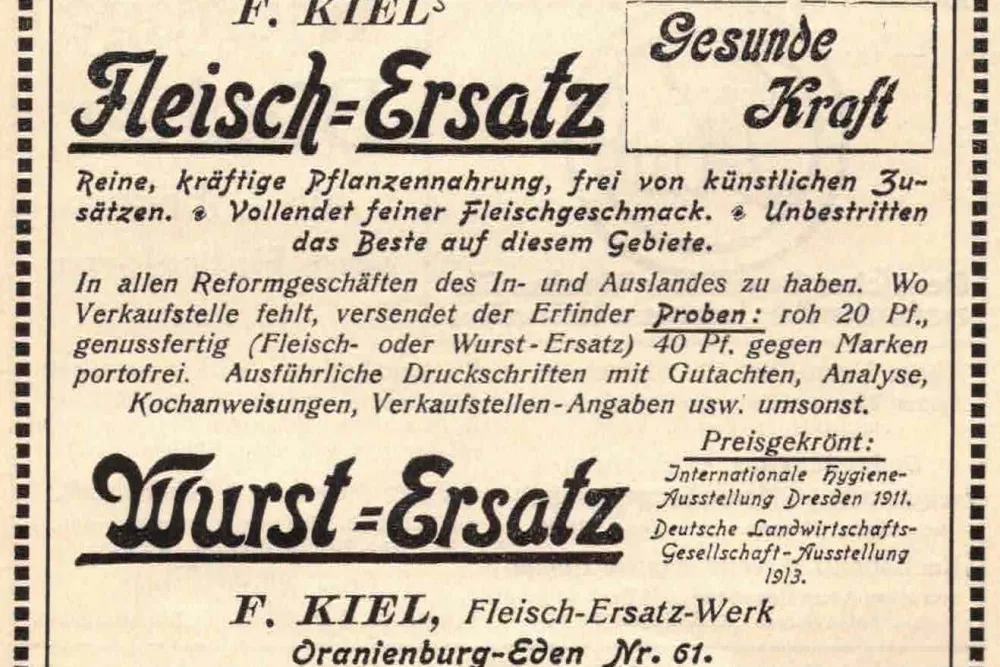 F. KIELs
Gesunde
Kraft
Fleisch=Ersatz
Reine, kräftige Pflanzennahrung, frei von künstlichen Zu-
sätzen. Vollendet feiner Fleischgeschmack. Unbestritten
das Beste auf diesem Gebiete.
In allen Reformgeschäften des In- und Auslandes zu haben. Wo
Verkaufstelle fehlt, versendet der Erfinder Proben: roh 20 Pf.,
genussfertig (Fleisch- oder Wurst-Ersatz) 40 Pf. gegen Marken
portofrei. Ausführliche Druckschriften mit Gutachten, Analyse,
Kochanweisungen, Verkaufstellen-Angaben usw. umsonst.
Wurst=Ersatz
Preisgekrönt:
Internationale Hygiene-
Ausstellung Dresden 1911.
Deutsche Landwirtschafts-
Gesellschaft-Ausstellung
1913.
F. KIEL, Fleisch-Ersatz-Werk
Oranienburg-Eden Nr. 61.